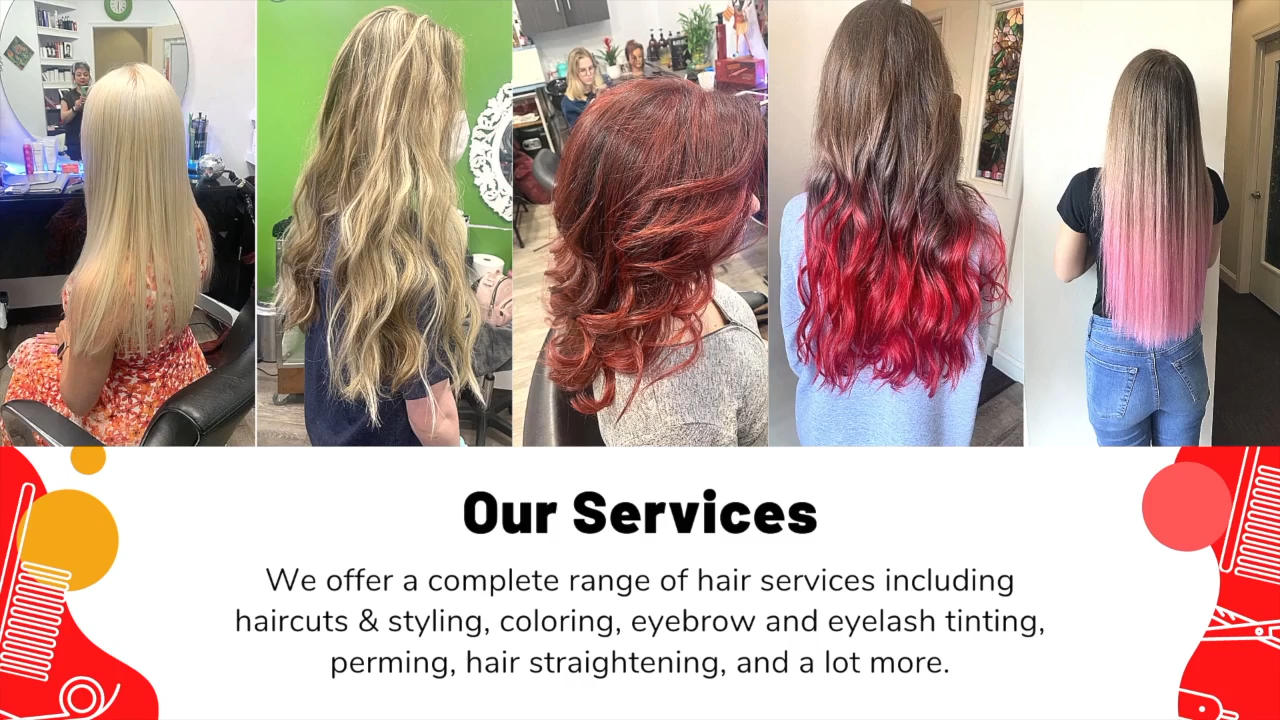 Our Services
We offer a complete range of hair services including
haircuts & styling, coloring, eyebrow and eyelash tinting,
perming, hair straightening, and a lot more.